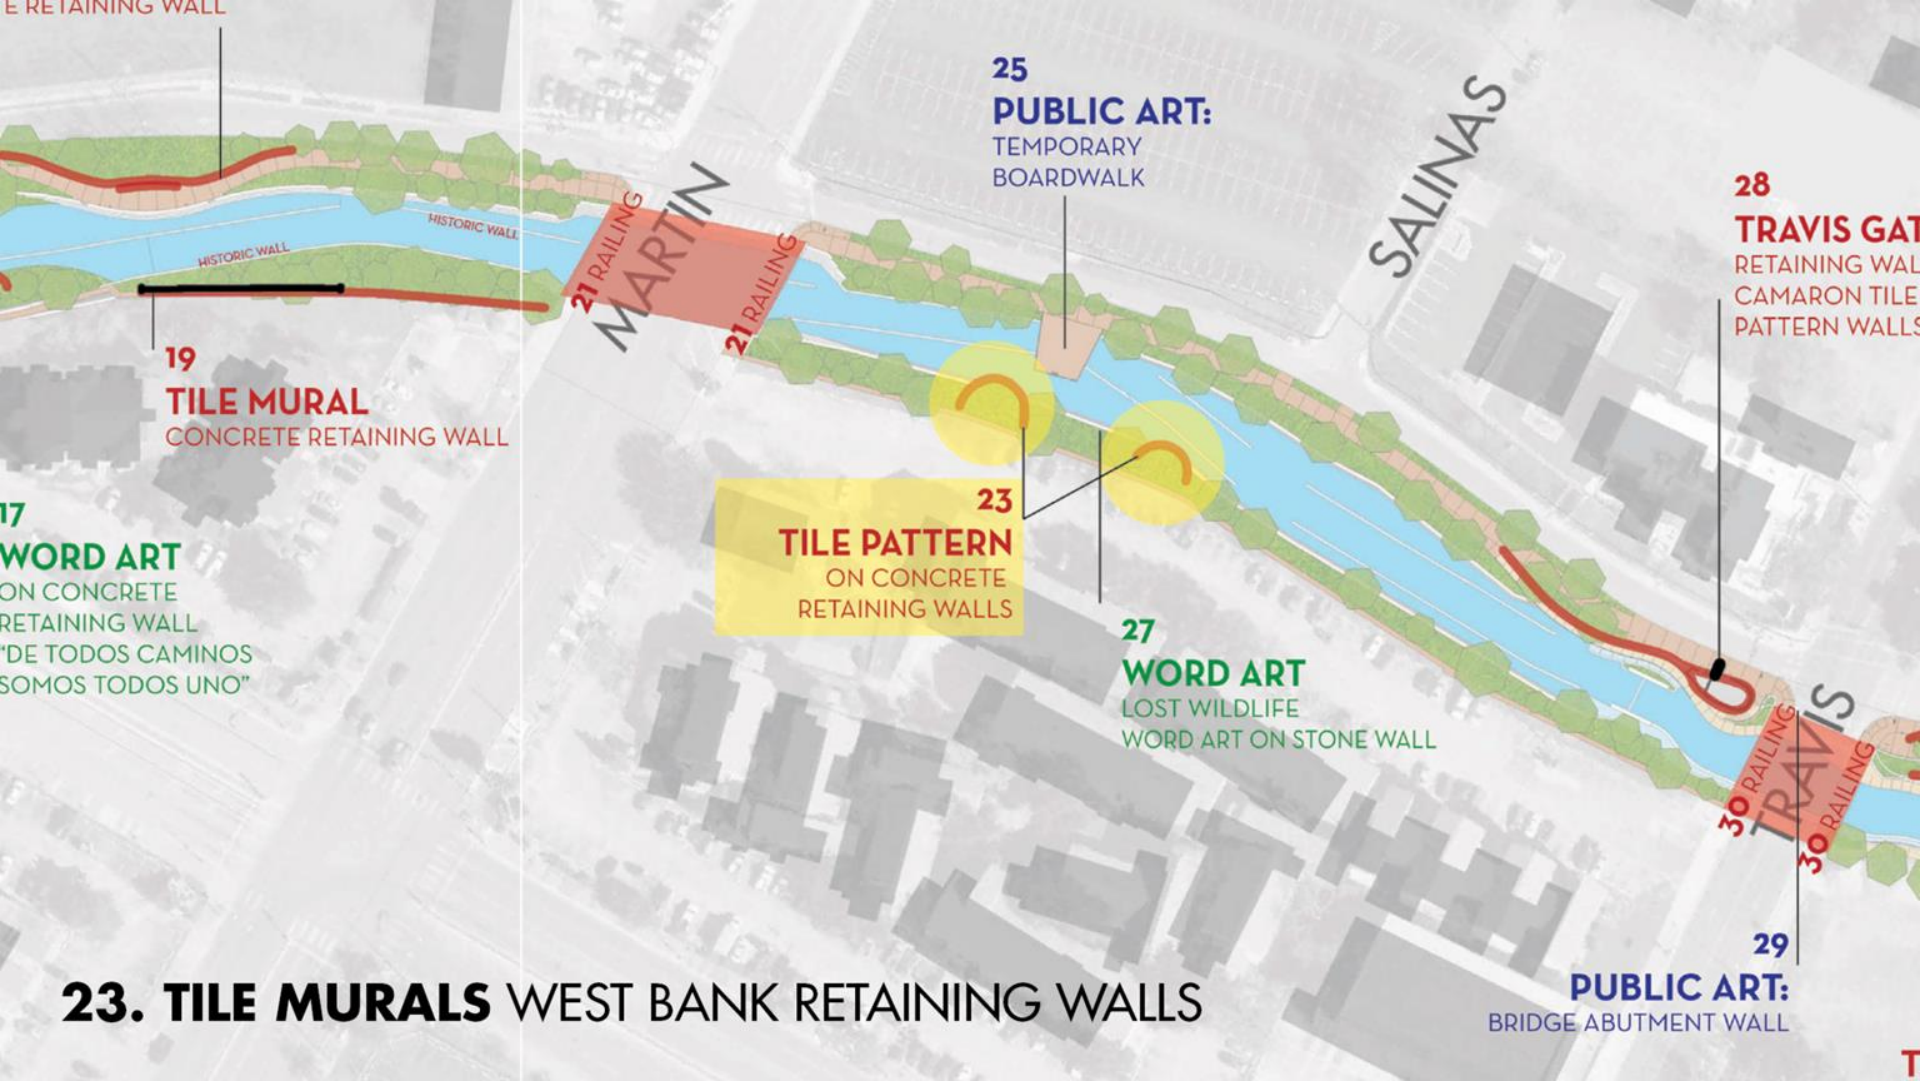 E RETAINING WALL
25
PUBLIC ART:
TEMPORARY
BOARDWALK
SALINAS
28
TRAVIS GAT
RETAINING WAL
CAMARON TILE
PATTERN WALLS
MARTIN
21 RAILING
21 RAILING
HISTORIC WALL
HISTORIC WALL
19
TILE MURAL
CONCRETE RETAINING WALL
17
WORD ART
ON CONCRETE
RETAINING WALL
"DE TODOS CAMINOS
SOMOS TODOS UNO"
23
TILE PATTERN
ON CONCRETE
RETAINING WALLS
27
WORD ART
LOST WILDLIFE
WORD ART ON STONE WALL
TRAVIS
30 RAILING
30 RAILING
29
PUBLIC ART:
BRIDGE ABUTMENT WALL
T
23. TILE MURALS WEST BANK RETAINING WALLS